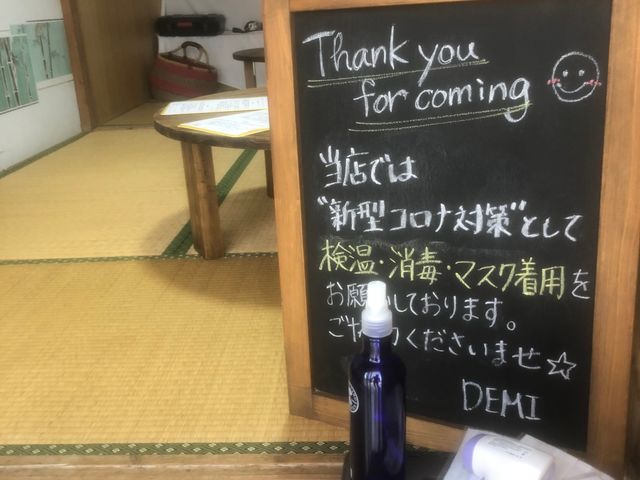 Thank you
for coming
当店では
"新型コロナ対策"として
検温・消毒・マスク着用を
お願いしております。
ご協力くださいませ☆
DEMI